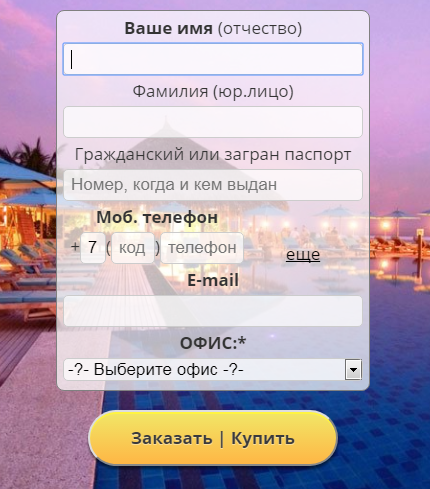 Ваше имя (отчество)
Фамилия (юр.лицо)
Гражданский или загран паспорт
Номер, когда и кем выдан
Моб. телефон
+ 7 ( код ) телефон еще
E-mail
ОФИС:*
-?- Выберите офис -?-
Заказать | Купить